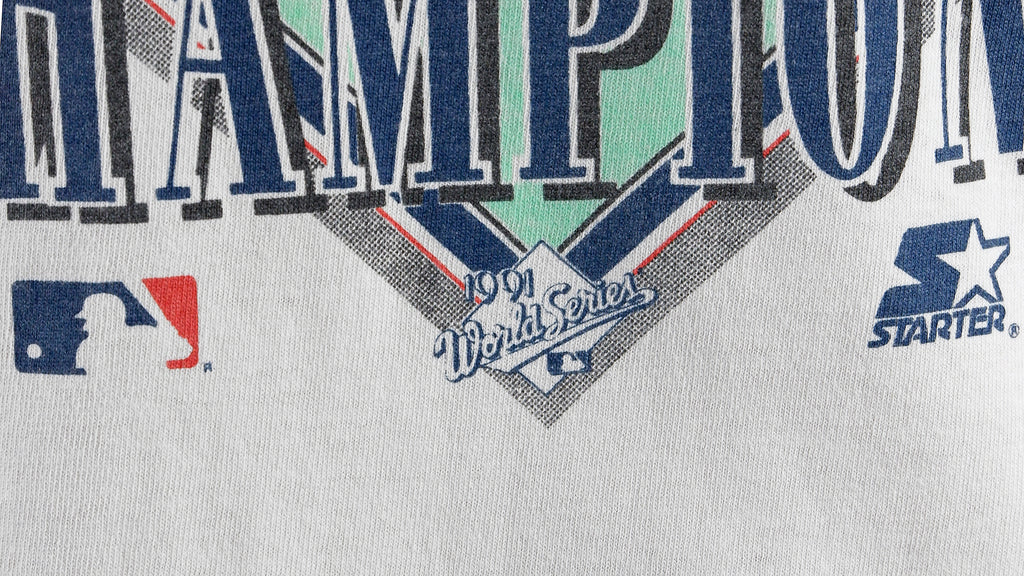 HAMPION
1991
World Series
STARTER®
®